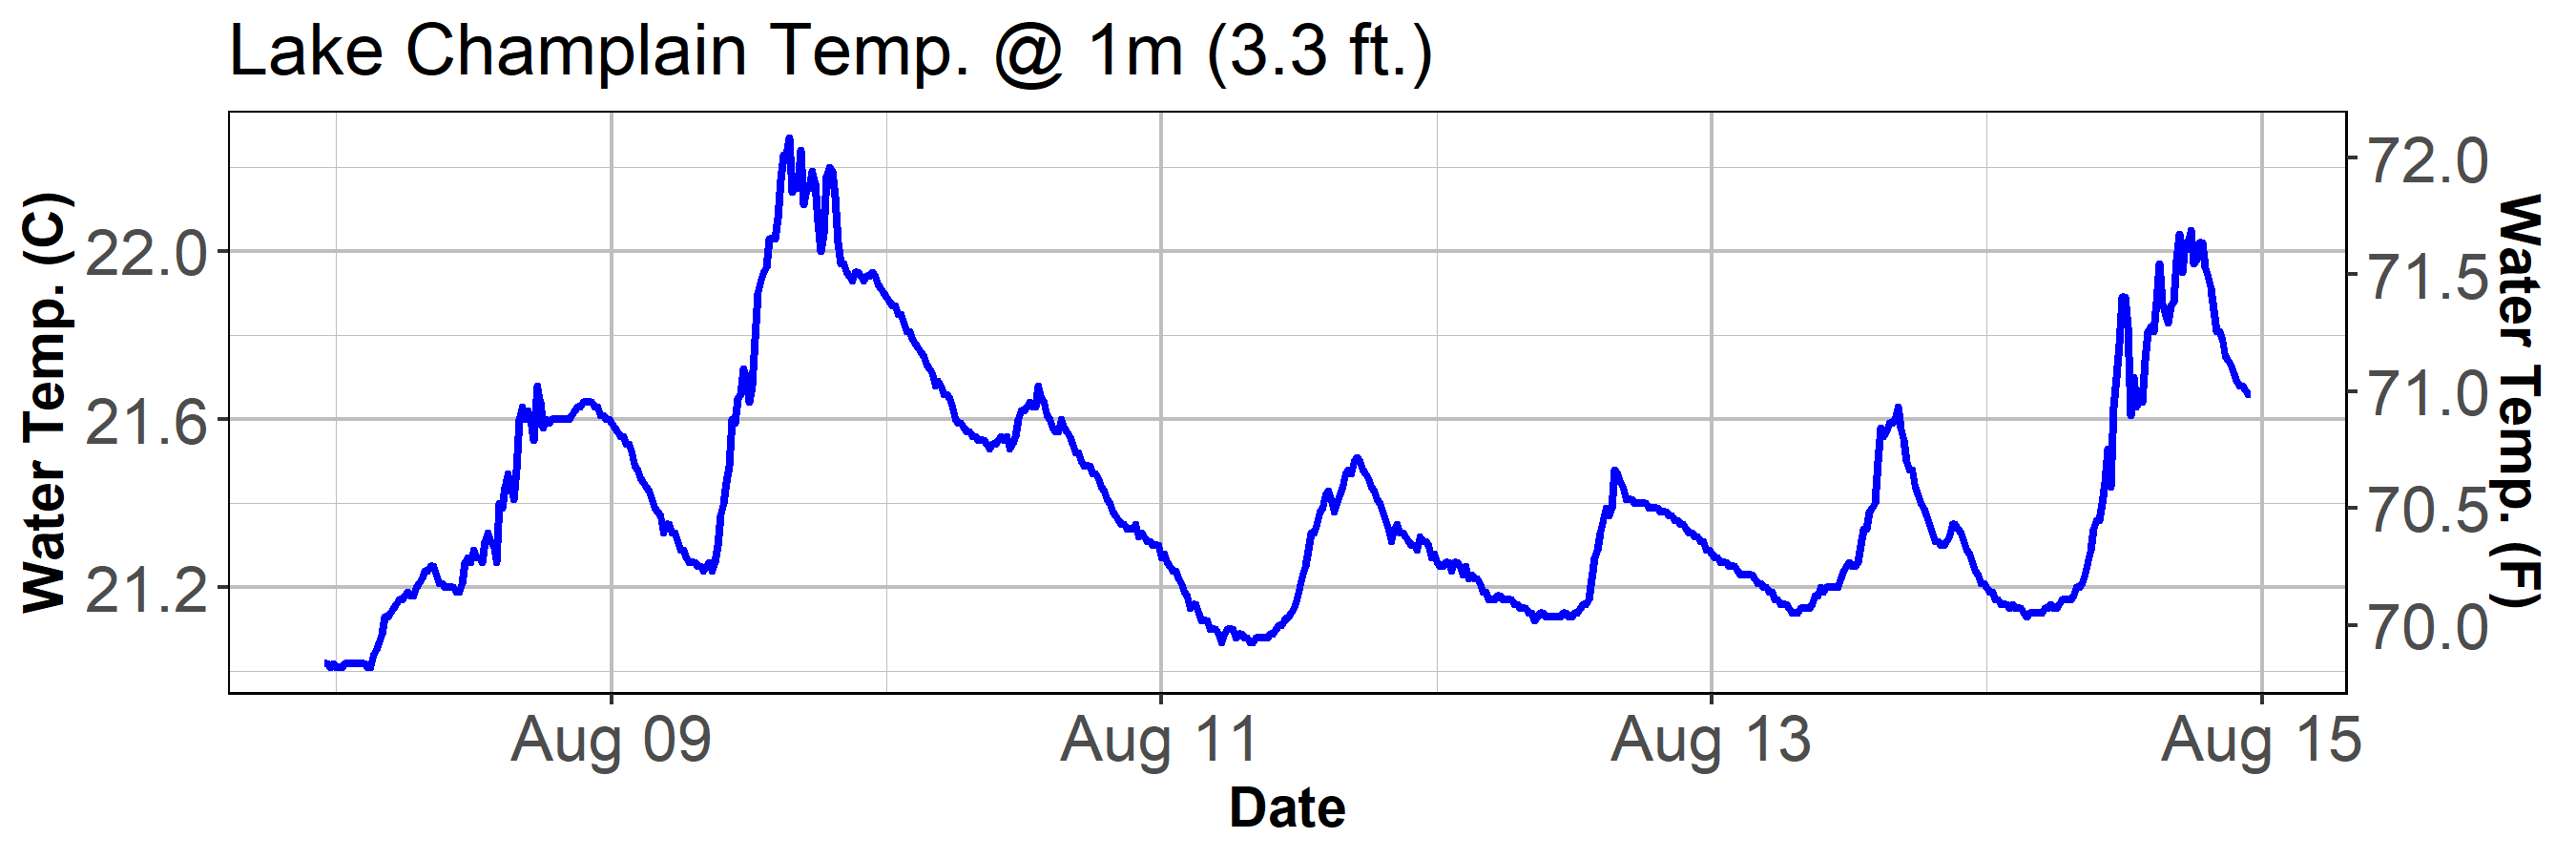 Lake Champlain Temp. @ 1m (3.3 ft.)
Water Temp. (C)
22.0
21.6
21.2
72.0
71.5
71.0
70.5
70.0
Water Temp. (F)
Aug 09 Aug 11 Aug 13 Aug 15
Date